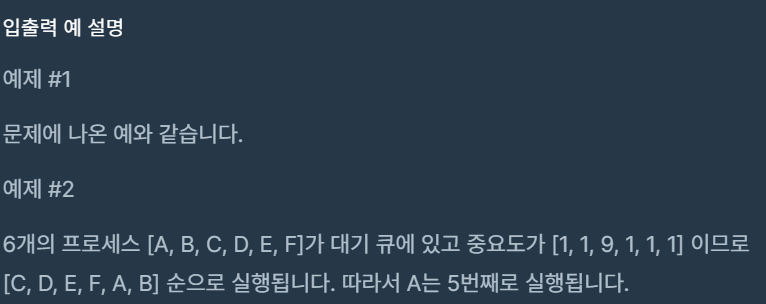 입출력 예 설명
예제 #1
문제에 나온 예와 같습니다.
예제 #2
6개의 프로세스 [A, B, C, D, E, F]가 대기 큐에 있고 중요도가 [1, 1, 9, 1, 1, 1] 이므로
[C, D, E, F, A, B] 순으로 실행됩니다. 따라서 A는 5번째로 실행됩니다.